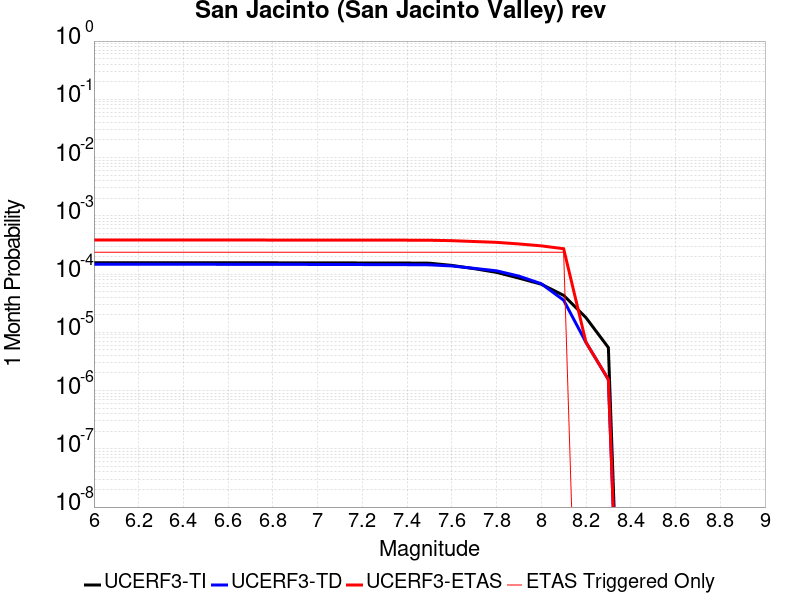 San Jacinto (San Jacinto Valley) rev
10^0
10^-1
10^-2
10^-3
10^-4
10^-5
10^-6
10^-7
10^-8
1 Month Probability
6 6.2 6.4 6.6 6.8 7 7.2 7.4 7.6 7.8 8 8.2 8.4 8.6 8.8 9
Magnitude
UCERF3-TI UCERF3-TD UCERF3-ETAS ETAS Triggered Only